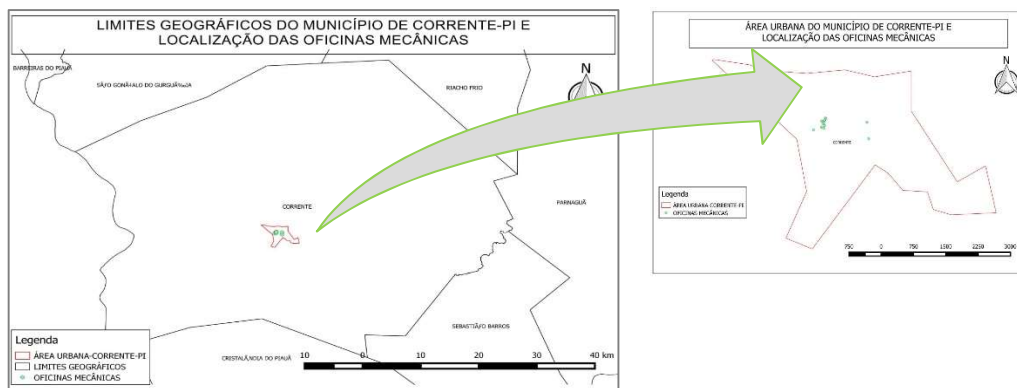 LIMITES GEOGRÁFICOS DO MUNICÍPIO DE CORRENTE-PI E
LOCALIZAÇÃO DAS OFICINAS MECÂNICAS
BARREIRAS DO
RIACHO FRIO
N
CORRENTE
PARNAGUÁ
SEBASTIÃ/O BARROS
Legenda
ÁREA URBANA-CORRENTE-PI
LIMITES GEOGRÁFICOS
OFICINAS MECÂNICAS
10 0 10 20 30 40 km
ÁREA URBANA DO MUNICÍPIO DE CORRENTE-PI E
LOCALIZAÇÃO DAS OFICINAS MECÂNICAS
N
CORRENTE
Legenda
ÁREA URBANA CORRENTE-PI
OFICINAS MECÂNICAS
750 0 750 1500 2250 3000